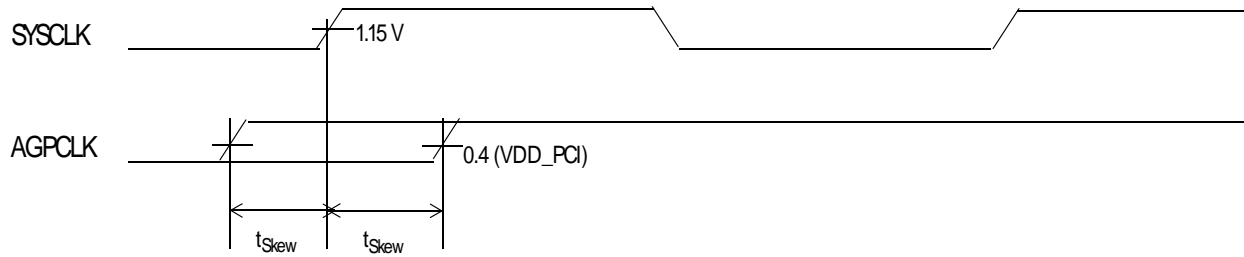 SYSCLK
1.15 V
AGPCLK
0.4 (VDD_PCI)
tSkew
tSkew